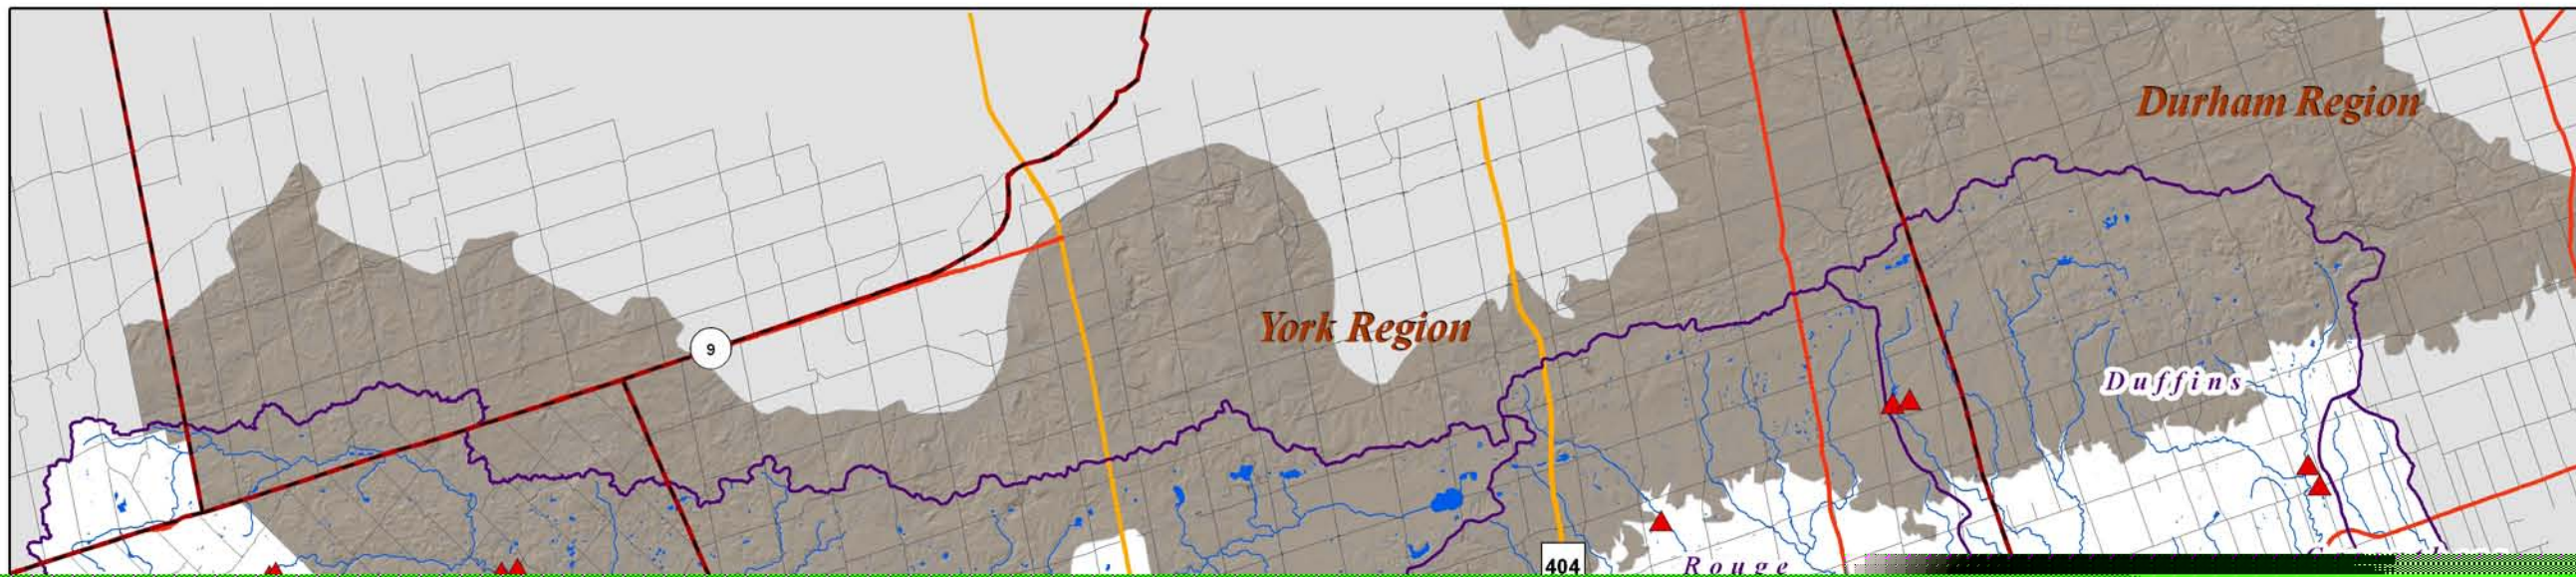 Durham Region
York Region
9
Duffins
404
Rouge